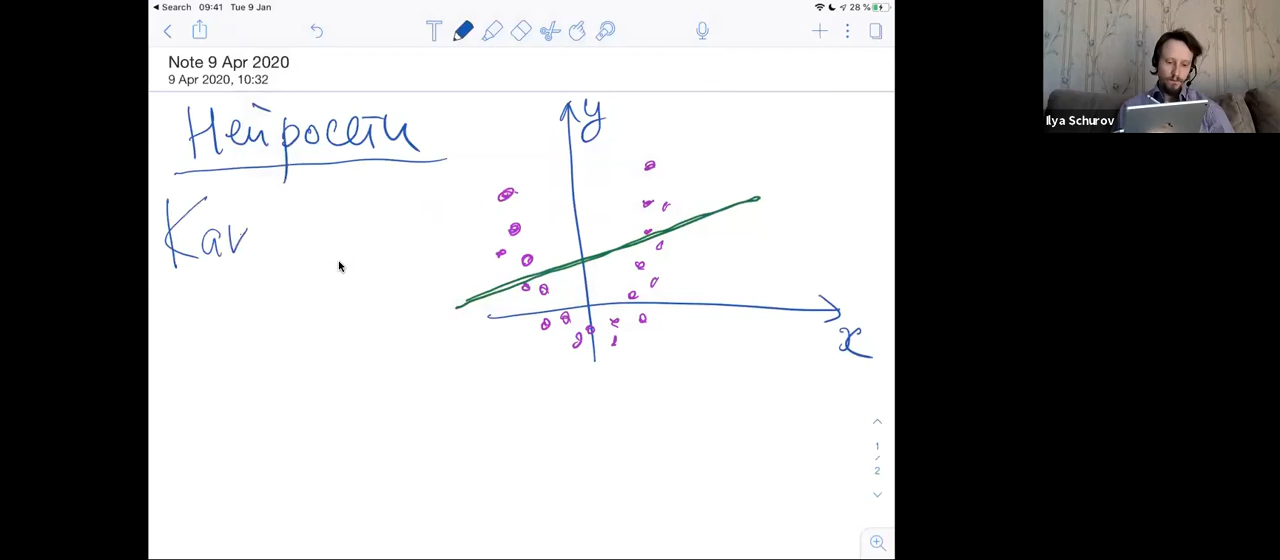 Search 09:41 Tue 9 Jan 28 %
Note 9 Apr 2020
9 Apr 2020, 10:32
Нейросети
y
Как
x
1
/
2
Ilya Schurov